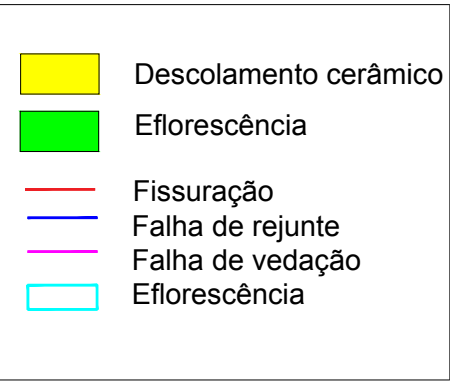 Descolamento cerâmico
Eflorescência
Fissuração
Falha de rejunte
Falha de vedação
Eflorescência